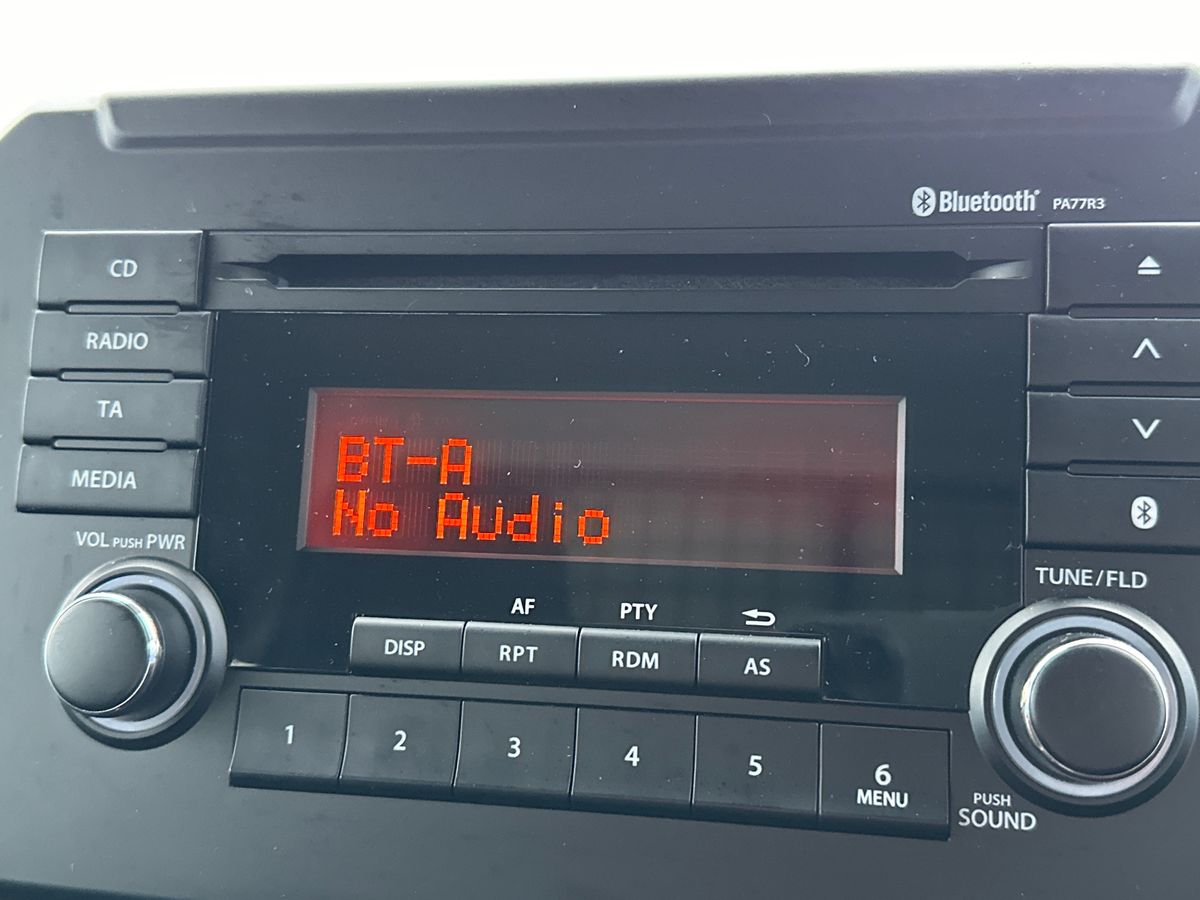 Bluetooth® PA77R3
CD
RADIO
TA
MEDIA
VOL PUSH PWR
BT-A
No Audio
TUNE/FLD
AF PTY
DISP RPT RDM AS
1 2 3 4 5 6
MENU
PUSH
SOUND